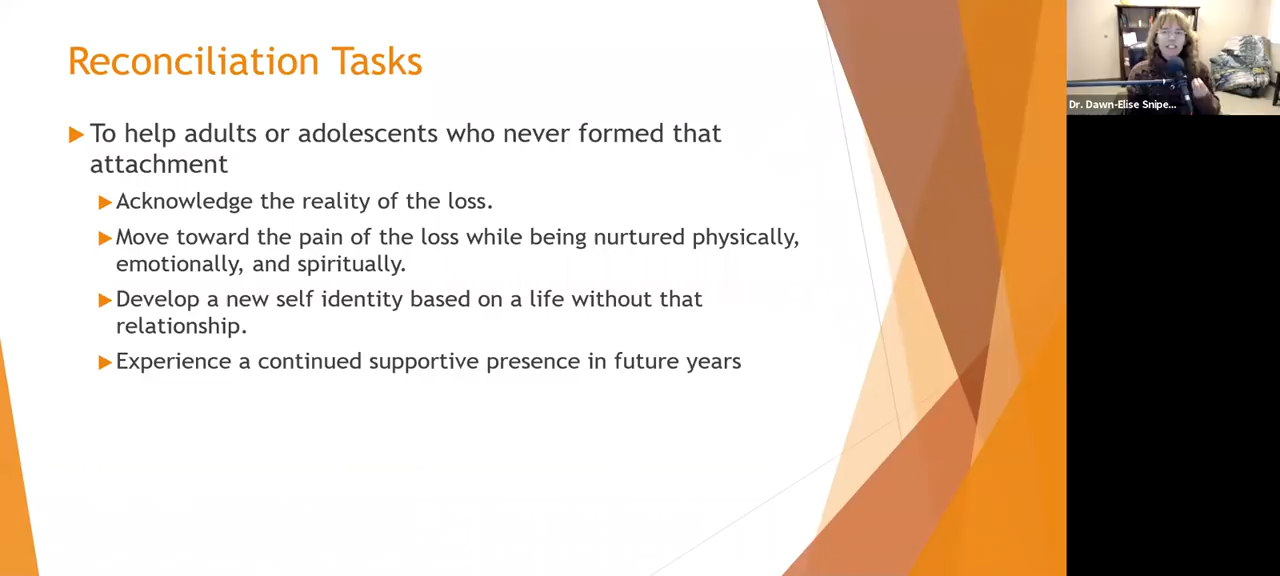 Reconciliation Tasks
To help adults or adolescents who never formed that
attachment
Acknowledge the reality of the loss.
Move toward the pain of the loss while being nurtured physically,
emotionally, and spiritually.
Develop a new self identity based on a life without that
relationship.
Experience a continued supportive presence in future years
Dr. Dawn-Elise Snipe...